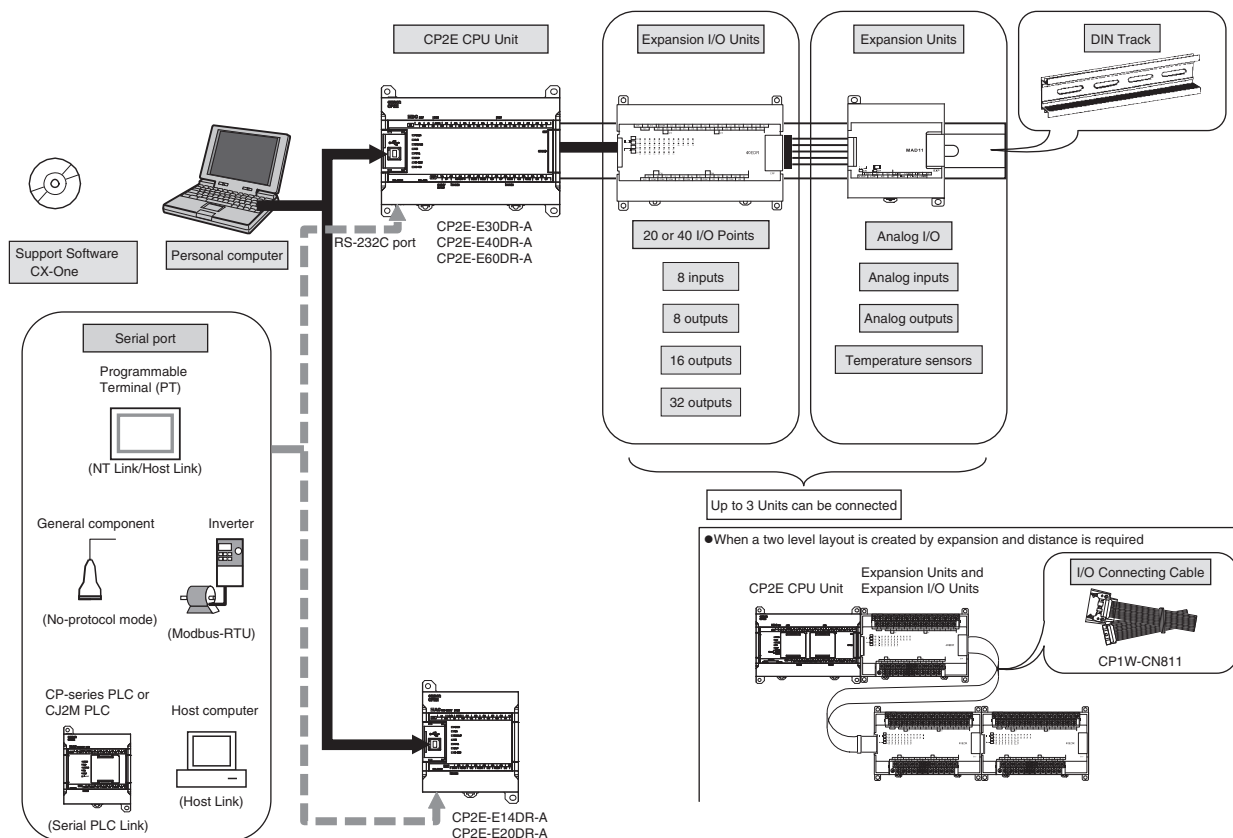 CP2E CPU Unit
Expansion I/O Units
Expansion Units
DIN Track
40EDR
MAD11
RS-232C port
CP2E-E30DR-A
CP2E-E40DR-A
CP2E-E60DR-A
20 or 40 I/O Points
8 inputs
8 outputs
16 outputs
32 outputs
Analog I/O
Analog inputs
Analog outputs
Temperature sensors
Support Software
CX-One
Personal computer
Serial port
Programmable
Terminal (PT)
(NT Link/Host Link)
General component
(No-protocol mode)
Inverter
(Modbus-RTU)
CP-series PLC or
CJ2M PLC
(Serial PLC Link)
Host computer
(Host Link)
CP2E-E14DR-A
CP2E-E20DR-A
Up to 3 Units can be connected
●When a two level layout is created by expansion and distance is required
CP2E CPU Unit
Expansion Units and
Expansion I/O Units
I/O Connecting Cable
CP1W-CN811